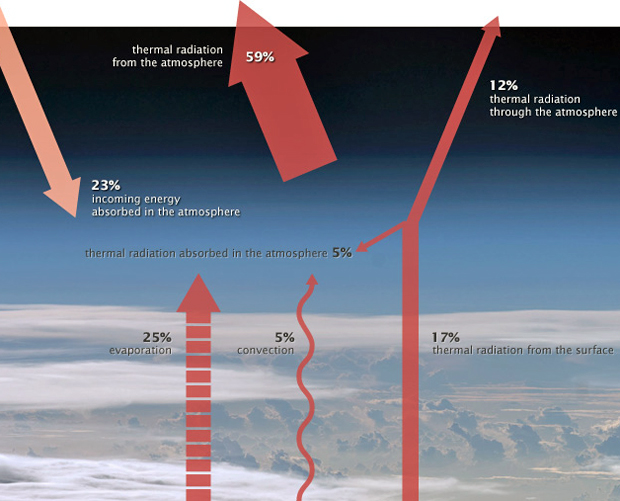 thermal radiation
from the atmosphere
59%
12%
thermal radiation
through the atmosphere
23%
incoming energy
absorbed in the atmosphere
thermal radiation absorbed in the atmosphere 5%
25%
evaporation
5%
convection
17%
thermal radiation from the surface